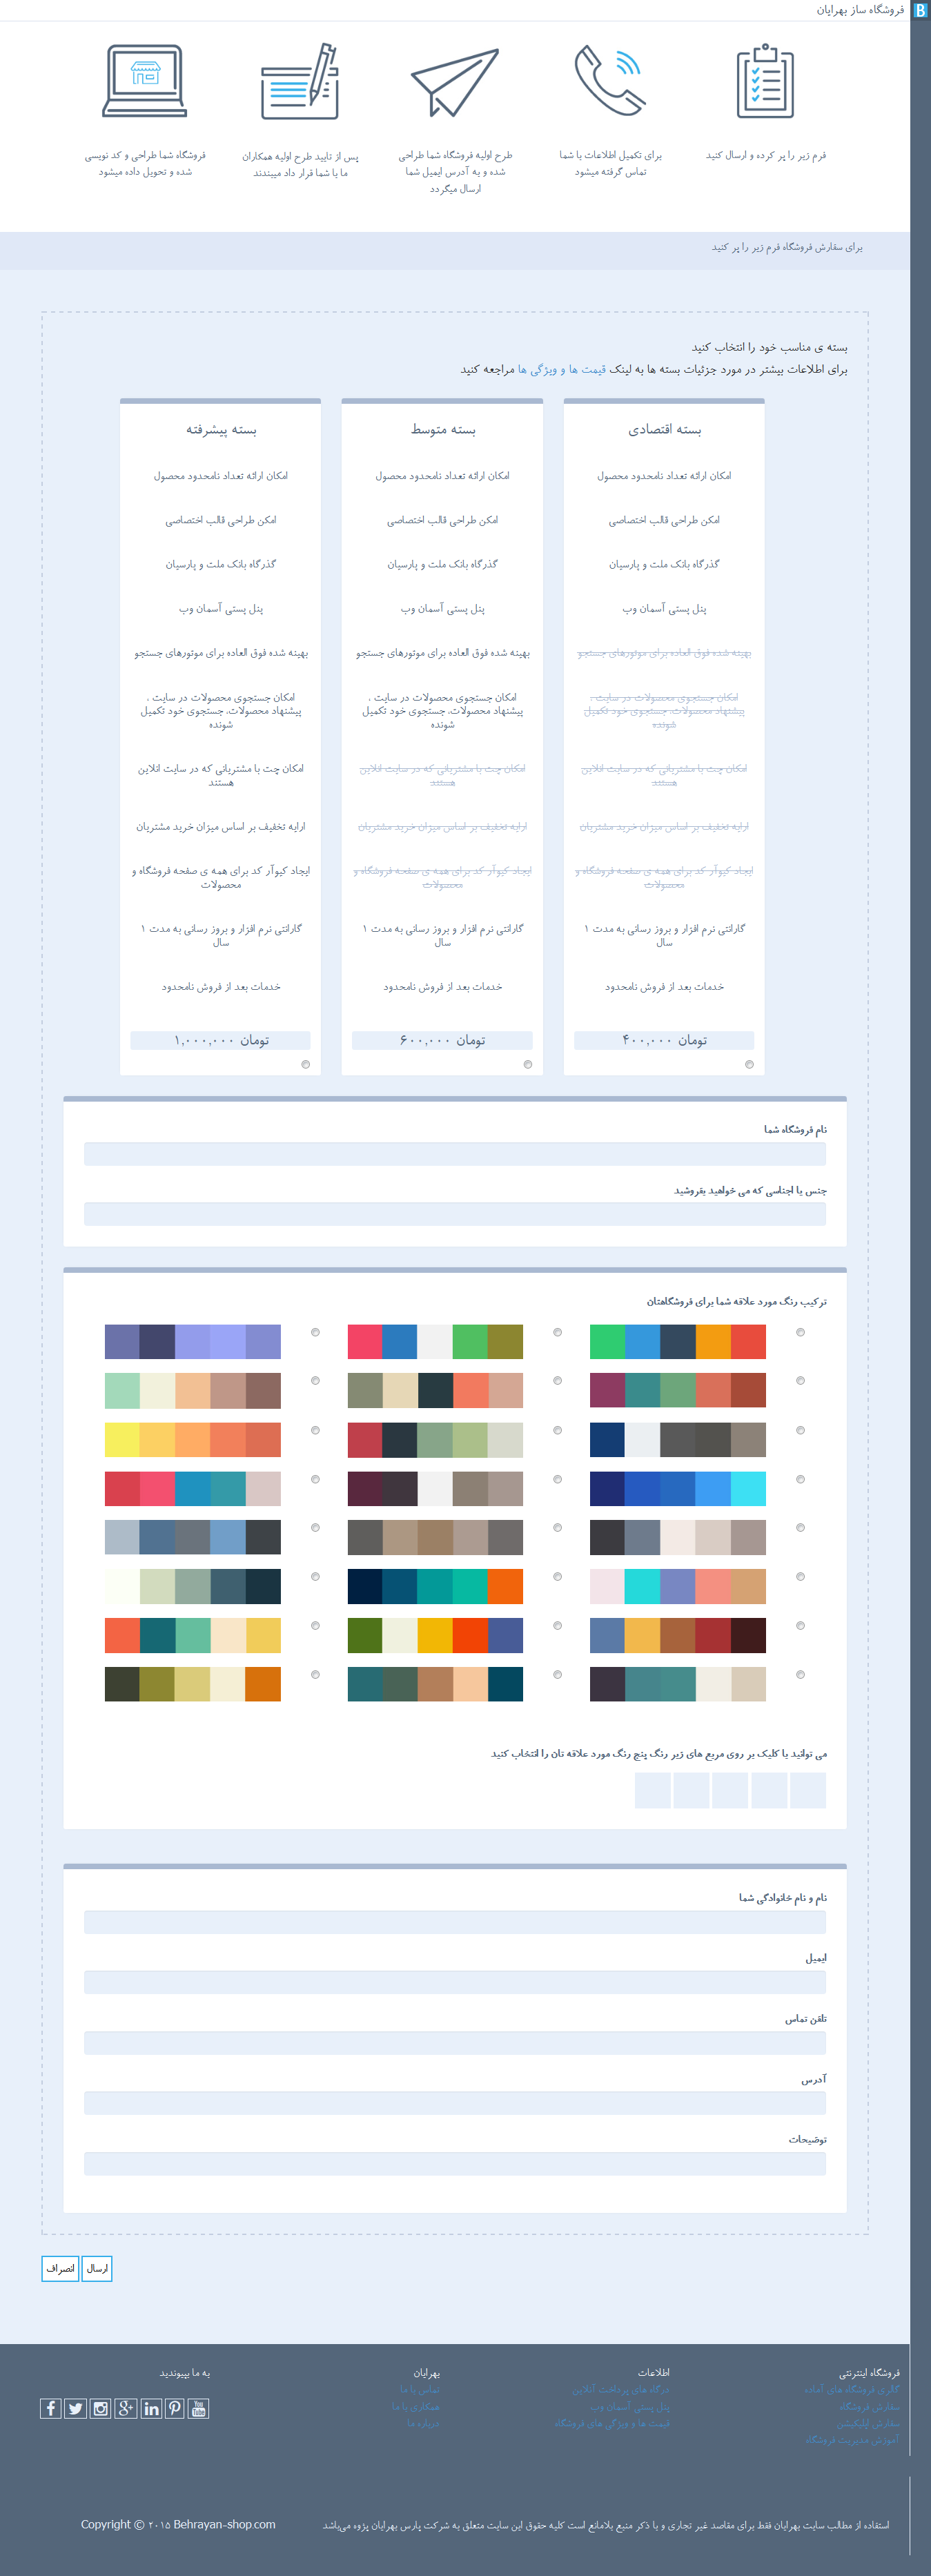 فروشگاه ساز بهرایان
B
فرم زیر را پر کرده و ارسال کنید
برای تکمیل اطلاعات با شما
تماس گرفته میشود
طرح اولیه فروشگاه شما طراحی
شده و به آدرس ایمیل شما
ارسال میگردد
پس از تایید طرح اولیه همکاران
ما با شما قرار داد میبندند
فروشگاه شما طراحی و کد نویسی
شده و تحویل داده میشود
برای سفارش فروشگاه فرم زیر را پر کنید
بسته ی مناسب خود را انتخاب کنید
برای اطلاعات بیشتر در مورد جزئیات بسته ها به لینک قیمت ها و ویژگی ها مراجعه کنید
بسته اقتصادی
امکان ارائه تعداد نامحدود محصول
امکن طراحی قالب اختصاصی
گذرگاه بانک ملت و پارسیان
پنل پستی آسمان وب
بهینه شده فوق العاده برای موتورهای جستجو
امکان جستجوی محصولات در سایت ،
پیشنهاد محصولات، جستجوی خود تکمیل
شونده
امکان چت با مشتریانی که در سایت انلاین
هستند
ارایه تخفیف بر اساس میزان خرید مشتریان
ایجاد کیوآر کد برای همه ی صفحه فروشگاه و
محصولات
گارانتی نرم افزار و بروز رسانی به مدت ۱
سال
خدمات بعد از فروش نامحدود
۴۰۰,۰۰۰ تومان
بسته متوسط
امکان ارائه تعداد نامحدود محصول
امکن طراحی قالب اختصاصی
گذرگاه بانک ملت و پارسیان
پنل پستی آسمان وب
بهینه شده فوق العاده برای موتورهای جستجو
امکان جستجوی محصولات در سایت ،
پیشنهاد محصولات، جستجوی خود تکمیل
شونده
امکان چت با مشتریانی که در سایت انلاین
هستند
ارایه تخفیف بر اساس میزان خرید مشتریان
ایجاد کیوآر کد برای همه ی صفحه فروشگاه و
محصولات
گارانتی نرم افزار و بروز رسانی به مدت ۱
سال
خدمات بعد از فروش نامحدود
۶۰۰,۰۰۰ تومان
بسته پیشرفته
امکان ارائه تعداد نامحدود محصول
امکن طراحی قالب اختصاصی
گذرگاه بانک ملت و پارسیان
پنل پستی آسمان وب
بهینه شده فوق العاده برای موتورهای جستجو
امکان جستجوی محصولات در سایت ،
پیشنهاد محصولات، جستجوی خود تکمیل
شونده
امکان چت با مشتریانی که در سایت انلاین
هستند
ارایه تخفیف بر اساس میزان خرید مشتریان
ایجاد کیوآر کد برای همه ی صفحه فروشگاه و
محصولات
گارانتی نرم افزار و بروز رسانی به مدت ۱
سال
خدمات بعد از فروش نامحدود
۱,۰۰۰,۰۰۰ تومان
نام فروشگاه شما
جنس یا اجناسی که می خواهید بفروشید
ترکیب رنگ مورد علاقه شما برای فروشگاهتان
می توانید با کلیک بر روی مربع های زیر رنگ پنج رنگ مورد علاقه تان را انتخاب کنید
نام و نام خانوادگی شما
ایمیل
تلفن تماس
آدرس
توضیحات
ارسال
انصراف
فروشگاه اینترنتی
گالری فروشگاه های آماده
سفارش فروشگاه
سفارش اپلیکیشن
آموزش مدیریت فروشگاه
اطلاعات
درگاه های پرداخت آنلاین
پنل پستی آسمان وب
قیمت ها و ویژگی های فروشگاه
بهرایان
تماس با ما
همکاری با ما
درباره ما
به ما بپیوندید
استفاده از مطالب سایت بهرایان فقط برای مقاصد غیر تجاری و با ذکر منبع بلامانع است کلیه حقوق این سایت متعلق به شرکت پارس بهرایان پژوه می‌باشد
Copyright © ۲۰۱۵ Behrayan-shop.com